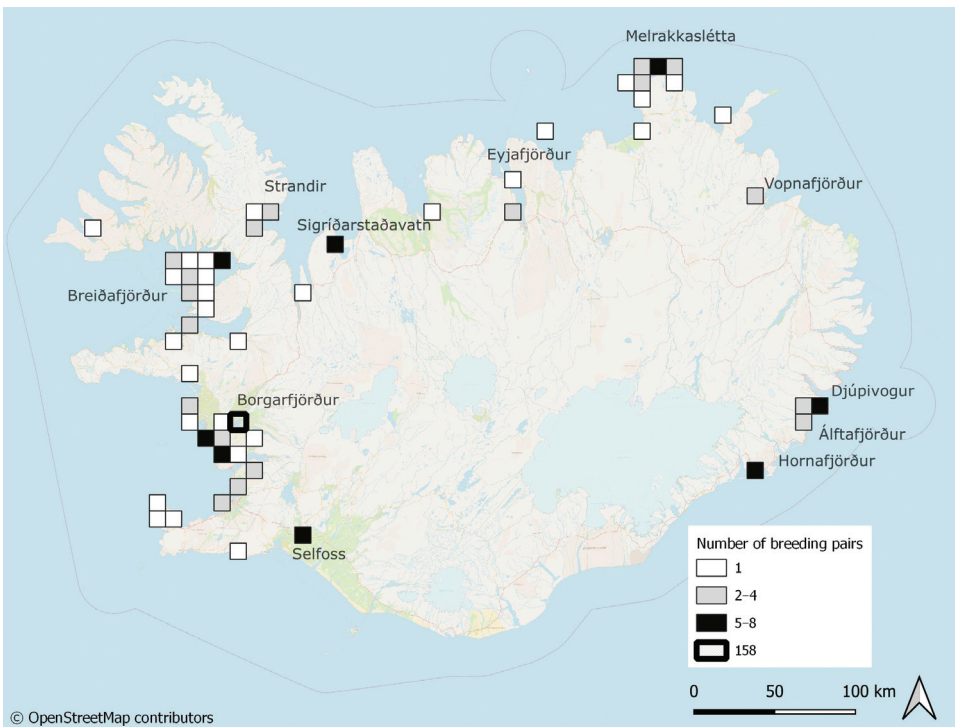 Melrakkaslétta
Eyjafjörður
Strandir
Vopnafjörður
Sigríðarstaðavatn
Breiðafjörður
Djúpivogur
Borgarfjörður
Álftafjörður
Hornafjörður
Selfoss
Number of breeding pairs
1
2–4
5–8
158
0 50 100 km
© OpenStreetMap contributors